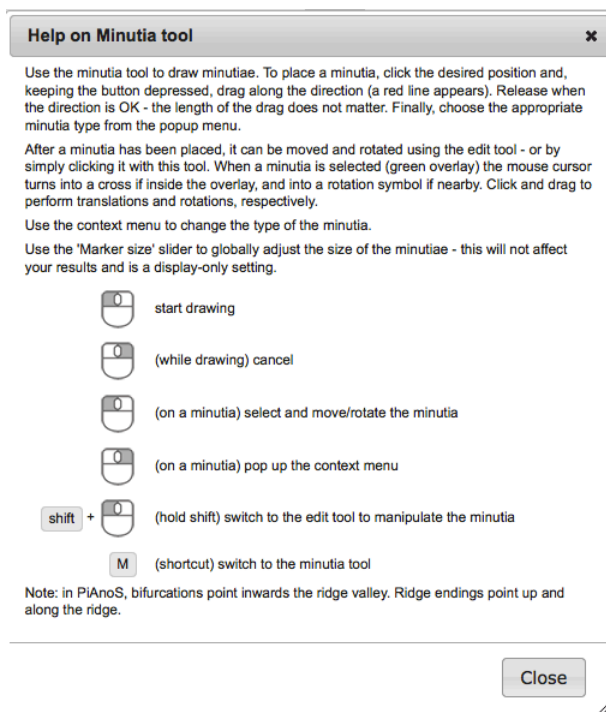 Help on Minutia tool
Use the minutia tool to draw minutiae. To place a minutia, click the desired position and,
keeping the button depressed, drag along the direction (a red line appears). Release when
the direction is OK - the length of the drag does not matter. Finally, choose the appropriate
minutia type from the popup menu.
After a minutia has been placed, it can be moved and rotated using the edit tool - or by
simply clicking it with this tool. When a minutia is selected (green overlay) the mouse cursor
turns into a cross if inside the overlay, and into a rotation symbol if nearby. Click and drag to
perform translations and rotations, respectively.
Use the context menu to change the type of the minutia.
Use the 'Marker size' slider to globally adjust the size of the minutiae - this will not affect
your results and is a display-only setting.
start drawing
(while drawing) cancel
(on a minutia) select and move/rotate the minutia
(on a minutia) pop up the context menu
shift + (hold shift) switch to the edit tool to manipulate the minutia
M (shortcut) switch to the minutia tool
Note: in PiAnoS, bifurcations point inwards the ridge valley. Ridge endings point up and
along the ridge.
Close